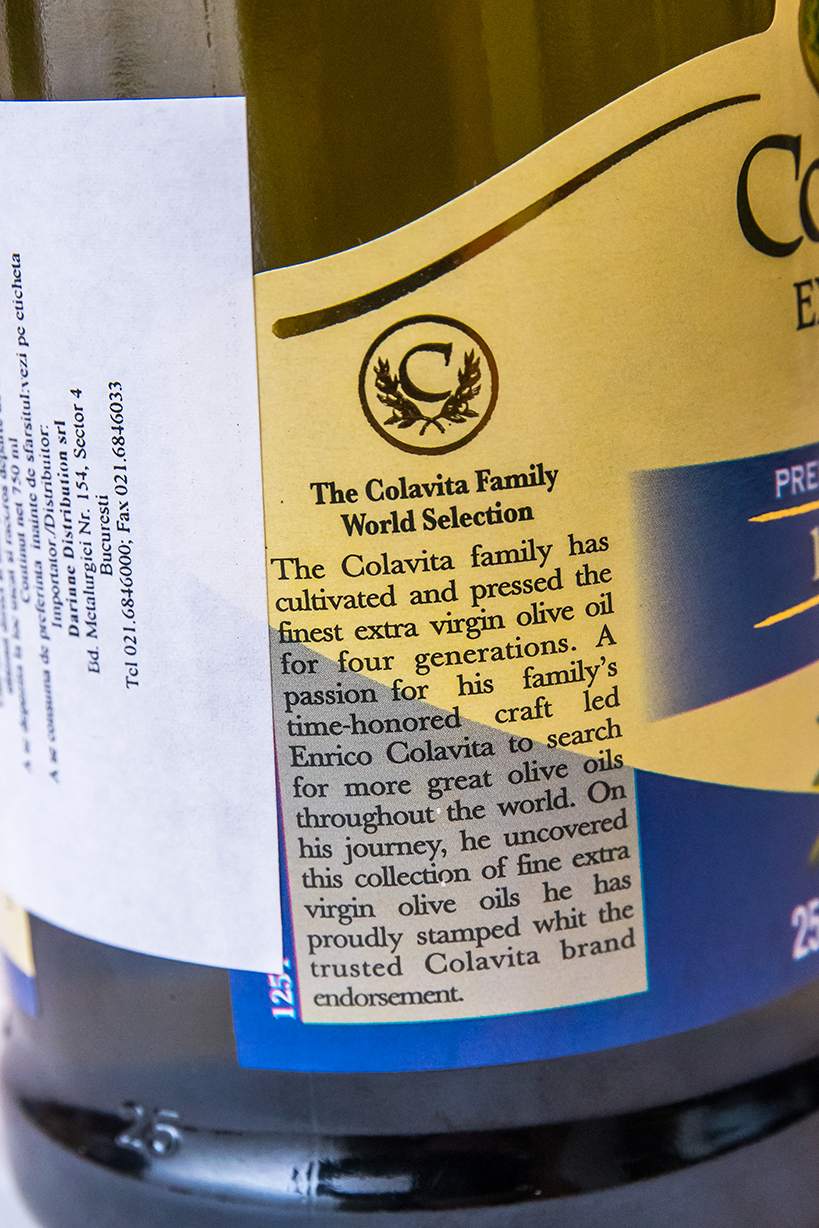 Continut net 750 ml
A se consuma de preferinta inainte de sfarsitul:vezi pe eticheta
Importator/Distribuitor:
Darinne Distribution srl
Bd. Metalurgiei Nr. 154, Sector 4
Bucuresti
Tel 021.6846000; Fax 021.6846033
C
The Colavita Family
World Selection
The Colavita family has
cultivated and pressed the
finest extra virgin olive oil
for four generations. A
passion for his family's
time-honored craft led
Enrico Colavita to search
for more great olive oils
throughout the world. On
his journey, he uncovered
this collection of fine extra
virgin olive oils he has
proudly stamped whit the
trusted Colavita brand
endorsement.
Co
EX
PRE
25
1251
25